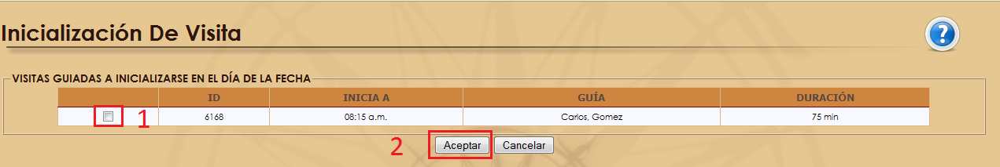 Inicialización De Visita
?
VISITAS GUIADAS A INICIALIZARSE EN EL DÍA DE LA FECHA
ID INICIA A GUÍA DURACIÓN
1 6168 08:15 a.m. Carlos, Gomez 75 min
2 Aceptar Cancelar